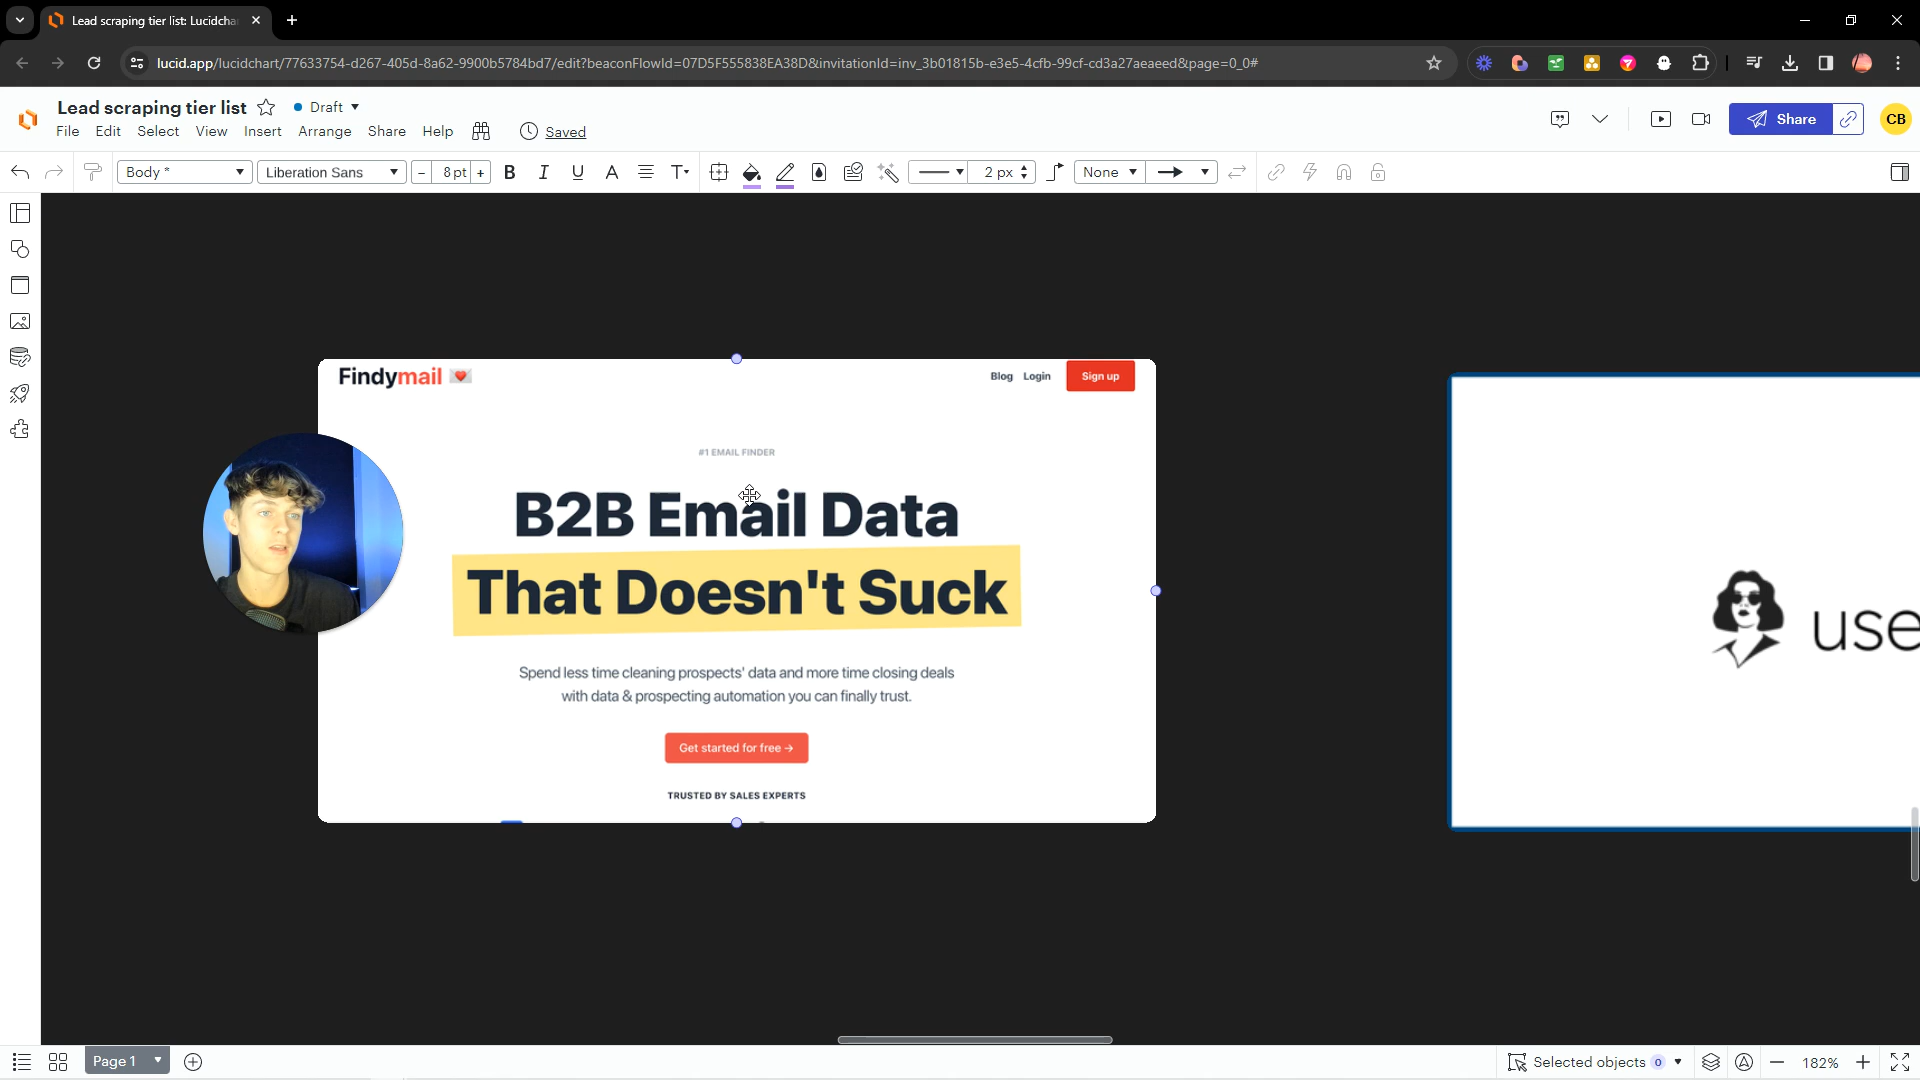 Lead scraping tier list: Lucidcha
lucid.app/lucidchart/77633754-d267-405d-8a62-9900b5784bd7/edit?beaconFlowId=07D5F555838EA38D&invitationId=inv_3b01815b-e3e5-4cfb-99cf-cd3a27aeaeed&page=0_0#
Lead scraping tier list Draft
File Edit Select View Insert Arrange Share Help Saved
Share CB
Body * Liberation Sans - 8 pt + B I U A T 2 px None
Findymail Blog Login Sign up
#1 EMAIL FINDER
B2B Email Data
That Doesn't Suck
Spend less time cleaning prospects' data and more time closing deals
with data & prospecting automation you can finally trust.
Get started for free →
TRUSTED BY SALES EXPERTS
use
Page 1 Selected objects 0 182%